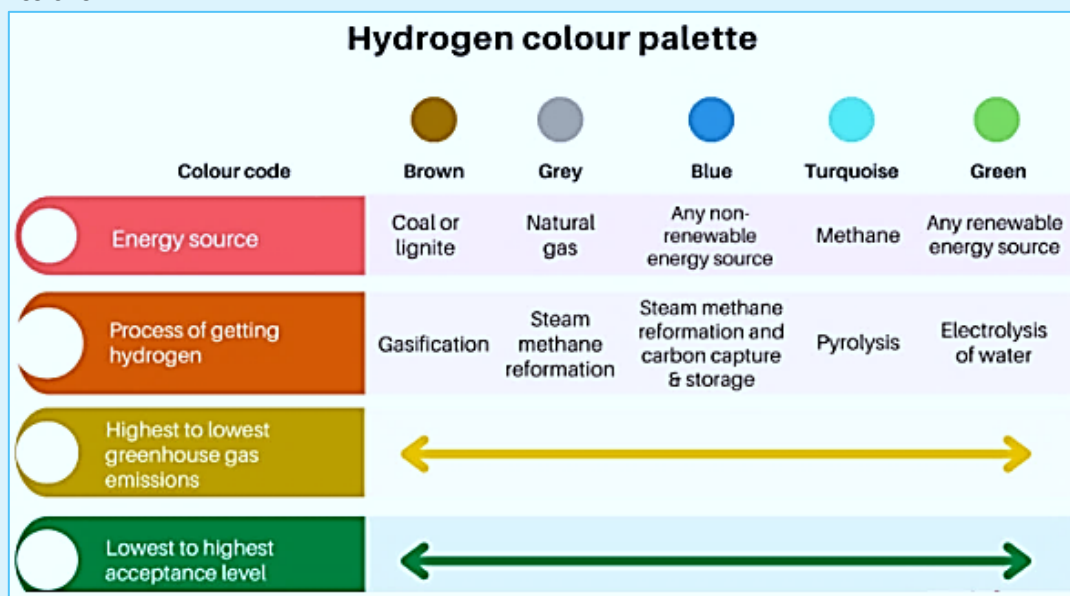 Hydrogen colour palette
Colour code
Brown
Grey
Blue
Turquoise
Green
Energy source
Coal or
lignite
Natural
gas
Any non-
renewable
energy source
Methane
Any renewable
energy source
Process of getting
hydrogen
Gasification
Steam
methane
reformation
Steam methane
reformation and
carbon capture
& storage
Pyrolysis
Electrolysis
of water
Highest to lowest
greenhouse gas
emissions
Lowest to highest
acceptance level